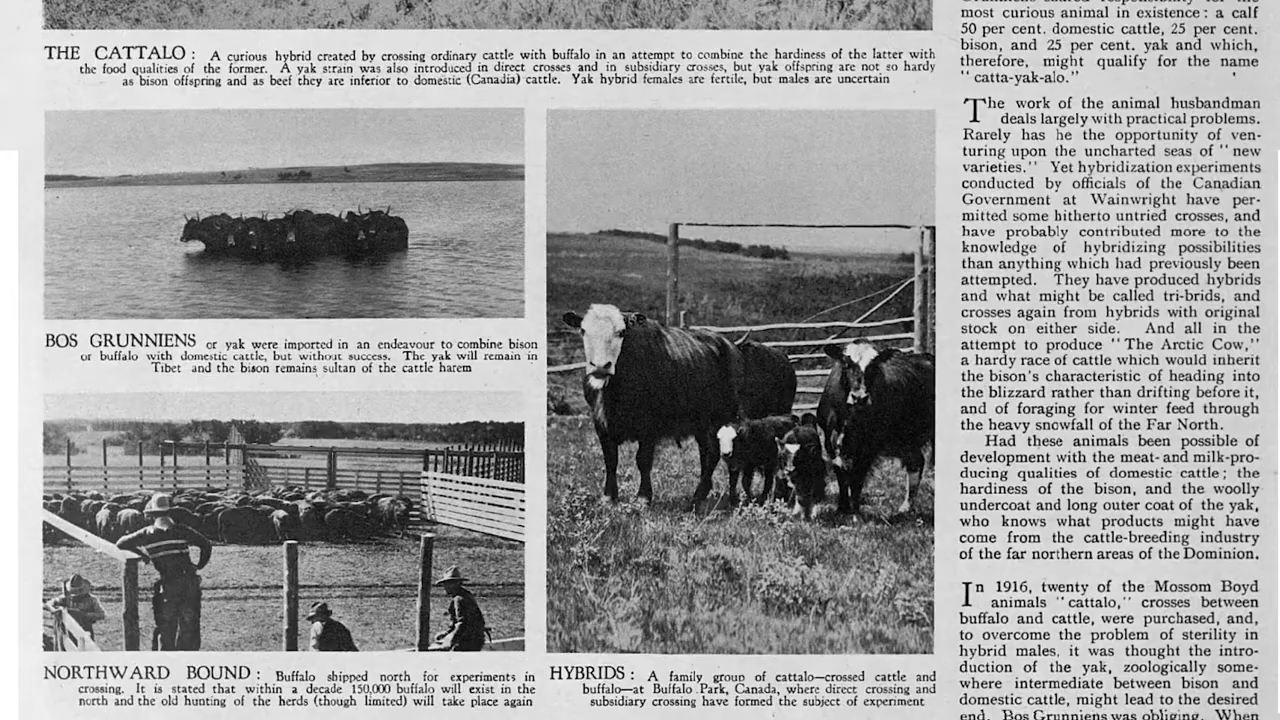 THE CATTALO : A curious hybrid created by crossing ordinary cattle with buffalo in an attempt to combine the hardiness of the latter with
the food qualities of the former. A yak strain was also introduced in direct crosses and in subsidiary crosses, but yak offspring are not so hardy
as bison offspring and as beef they are inferior to domestic (Canadia) cattle. Yak hybrid females are fertile, but males are uncertain
BOS GRUNNIENS or yak were imported in an endeavour to combine bison
or buffalo with domestic cattle, but without success. The yak will remain in
Tibet and the bison remains sultan of the cattle harem
NORTHWARD BOUND : Buffalo shipped north for experiments in
crossing. It is stated that within a decade 150,000 buffalo will exist in the
north and the old hunting of the herds (though limited) will take place again
HYBRIDS : A family group of cattalo—crossed cattle and
buffalo—at Buffalo Park, Canada, where direct crossing and
subsidiary crossing have formed the subject of experiment
Grunniens shared responsibility for the
most curious animal in existence : a calf
50 per cent. domestic cattle, 25 per cent.
bison, and 25 per cent. yak and which,
therefore, might qualify for the name
"catta-yak-alo."
The work of the animal husbandman
deals largely with practical problems.
Rarely has he the opportunity of ven-
turing upon the uncharted seas of "new
varieties." Yet hybridization experiments
conducted by officials of the Canadian
Government at Wainwright have per-
mitted some hitherto untried crosses, and
have probably contributed more to the
knowledge of hybridizing possibilities
than anything which had previously been
attempted. They have produced hybrids
and what might be called tri-brids, and
crosses again from hybrids with original
stock on either side. And all in the
attempt to produce "The Arctic Cow,"
a hardy race of cattle which would inherit
the bison's characteristic of heading into
the blizzard rather than drifting before it,
and of foraging for winter feed through
the heavy snowfall of the Far North.
Had these animals been possible of
development with the meat- and milk-pro-
ducing qualities of domestic cattle ; the
hardiness of the bison, and the woolly
undercoat and long outer coat of the yak,
who knows what products might have
come from the cattle-breeding industry
of the far northern areas of the Dominion.
In 1916, twenty of the Mossom Boyd
animals "cattalo," crosses between
buffalo and cattle, were purchased, and,
to overcome the problem of sterility in
hybrid males, it was thought the intro-
duction of the yak, zoologically some-
where intermediate between bison and
domestic cattle, might lead to the desired
end. Bos Grunniens was obliging. When